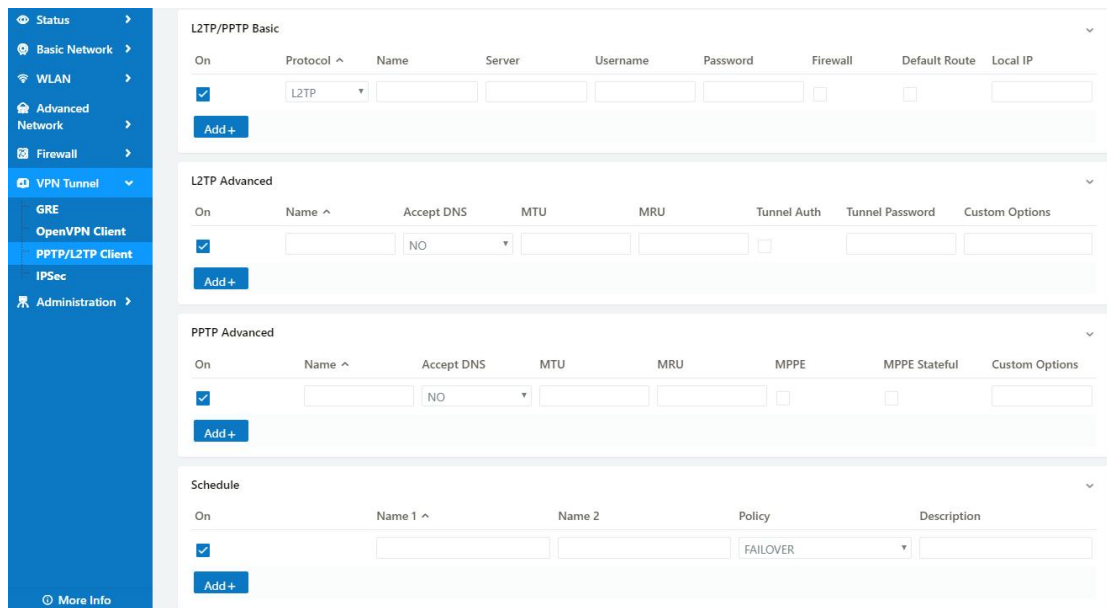 Status
Basic Network
WLAN
Advanced
Network
Firewall
VPN Tunnel
GRE
OpenVPN Client
PPTP/L2TP Client
IPSec
Administration
More Info
L2TP/PPTP Basic
On Protocol Name Server Username Password Firewall Default Route Local IP
L2TP
Add+
L2TP Advanced
On Name Accept DNS MTU MRU Tunnel Auth Tunnel Password Custom Options
NO
Add+
PPTP Advanced
On Name Accept DNS MTU MRU MPPE MPPE Stateful Custom Options
NO
Add+
Schedule
On Name 1 Name 2 Policy Description
FAILOVER
Add+